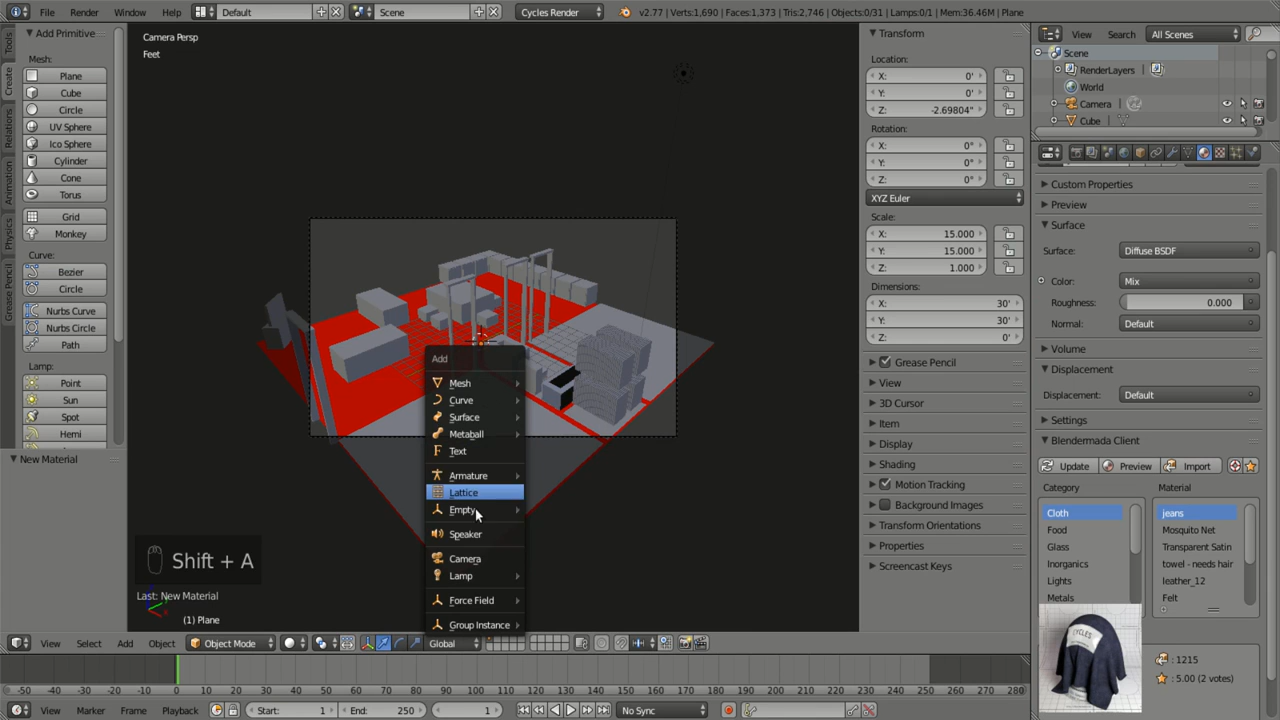 File Render Window Help Default Scene Cycles Render v2.77 | Verts:1,690 | Faces:1,373 | Tris:2,746 | Objects:0/31 | Lamps:0/1 | Mem:36.46M | Plane
Tools
Create
Relations
Animation
Physics
Grease Pencil
Add Primitive
Mesh:
Plane
Cube
Circle
UV Sphere
Ico Sphere
Cylinder
Cone
Torus
Grid
Monkey
Curve:
Bezier
Circle
Nurbs Curve
Nurbs Circle
Path
Lamp:
Point
Sun
Spot
Hemi
New Material
Camera Persp
Feet
Add
Mesh
Curve
Surface
Metaball
Text
Armature
Lattice
Empty
Speaker
Camera
Lamp
Force Field
Group Instance
Shift + A
Last: New Material
(1) Plane
View Select Add Object Object Mode Global
Transform
Location:
X: 0'
Y: 0'
Z: -2.69804"
Rotation:
X: 0°
Y: 0°
Z: 0°
XYZ Euler
Scale:
X: 15.000
Y: 15.000
Z: 1.000
Dimensions:
X: 30'
Y: 30'
Z: 0'
Grease Pencil
View
3D Cursor
Item
Display
Shading
Motion Tracking
Background Images
Transform Orientations
Properties
Screencast Keys
View Search All Scenes
Scene
RenderLayers
World
Camera
Cube
Custom Properties
Preview
Surface
Surface: Diffuse BSDF
Color: Mix
Roughness: 0.000
Normal: Default
Volume
Displacement
Displacement: Default
Settings
Blendermada Client
Update Preview Import
Category Material
Cloth
Food
Glass
Inorganics
Lights
Metals
jeans
Mosquito Net
Transparent Satin
towel - needs hair
leather_12
Felt
CYCLES
: 1215
: 5.00 (2 votes)
-50 -40 -30 -20 -10 0 10 20 30 40 50 60 70 80 90 100 110 120 130 140 150 160 170 180 190 200 210 220 230 240 250 260 270 280
View Marker Frame Playback Start: 1 End: 250 1 No Sync